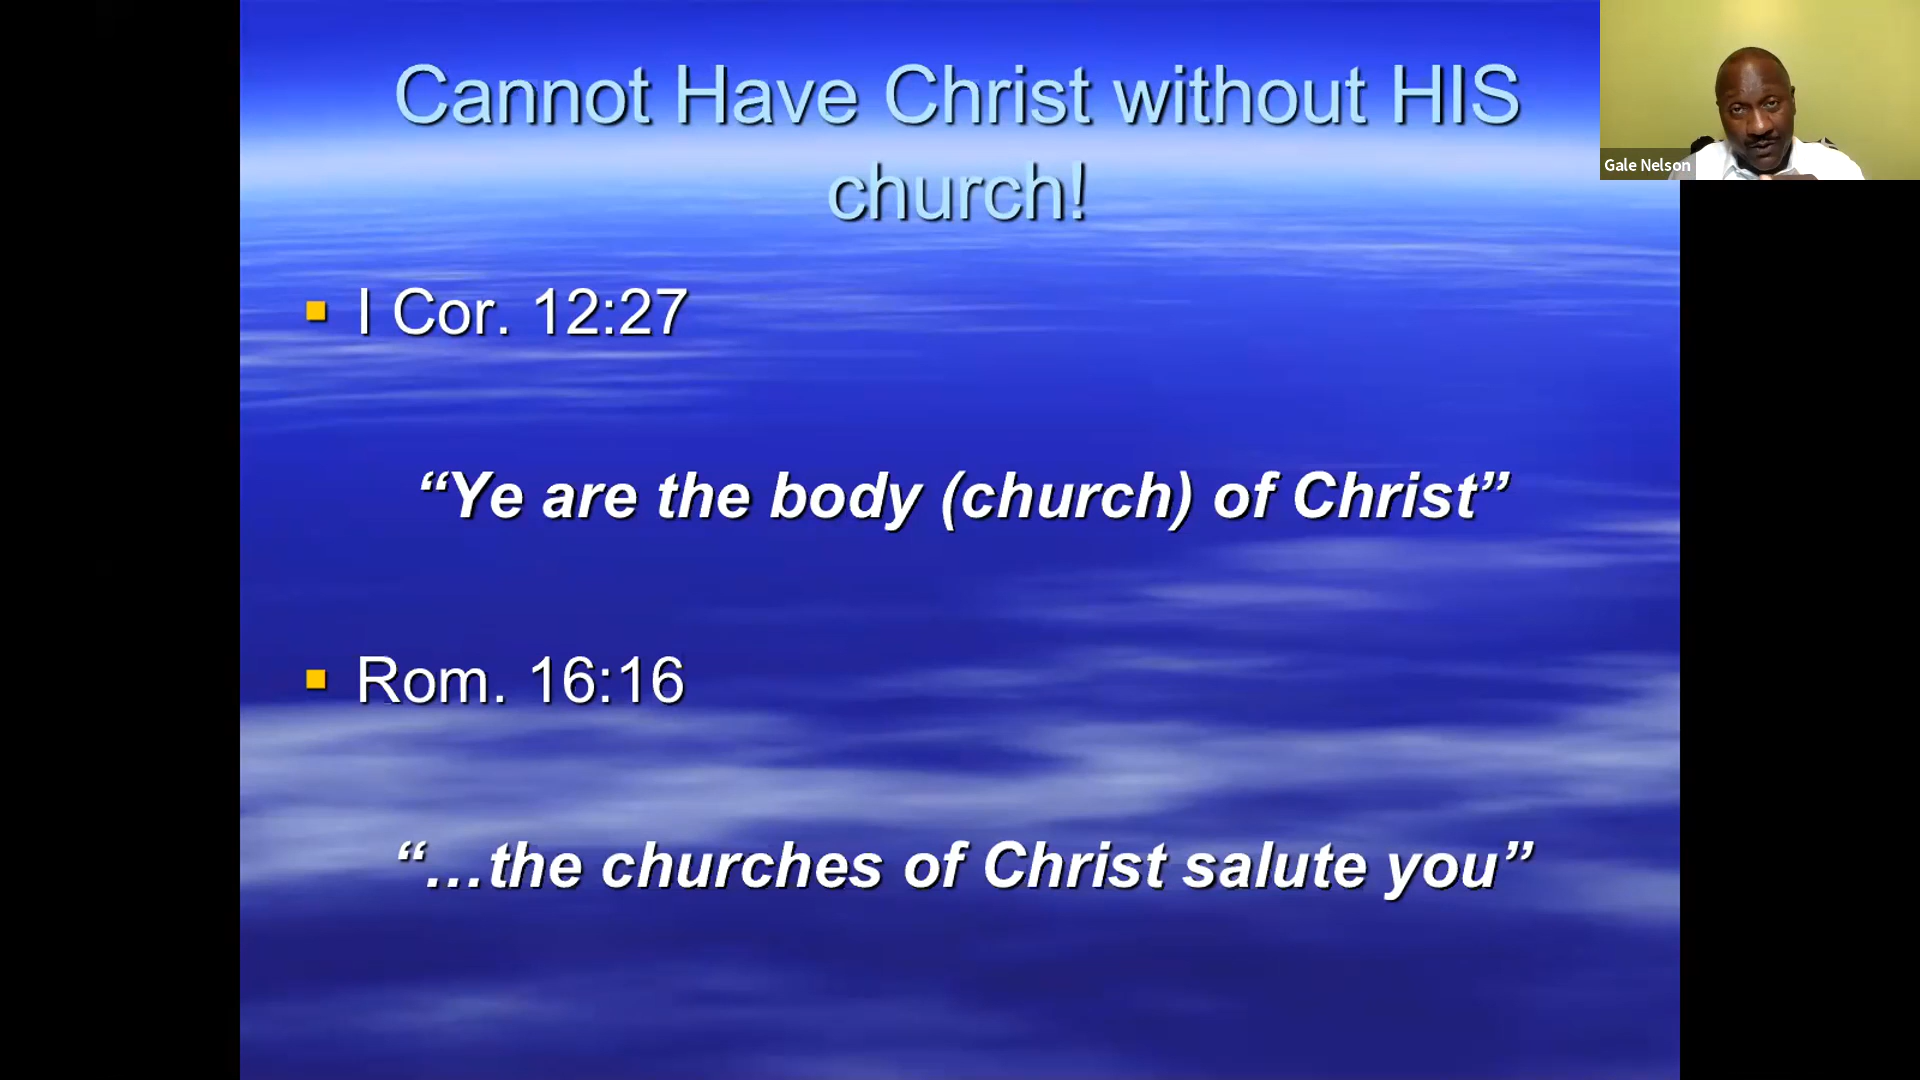 Cannot Have Christ without HIS
church!
Gale Nelson
I Cor. 12:27
“Ye are the body (church) of Christ”
Rom. 16:16
“…the churches of Christ salute you”